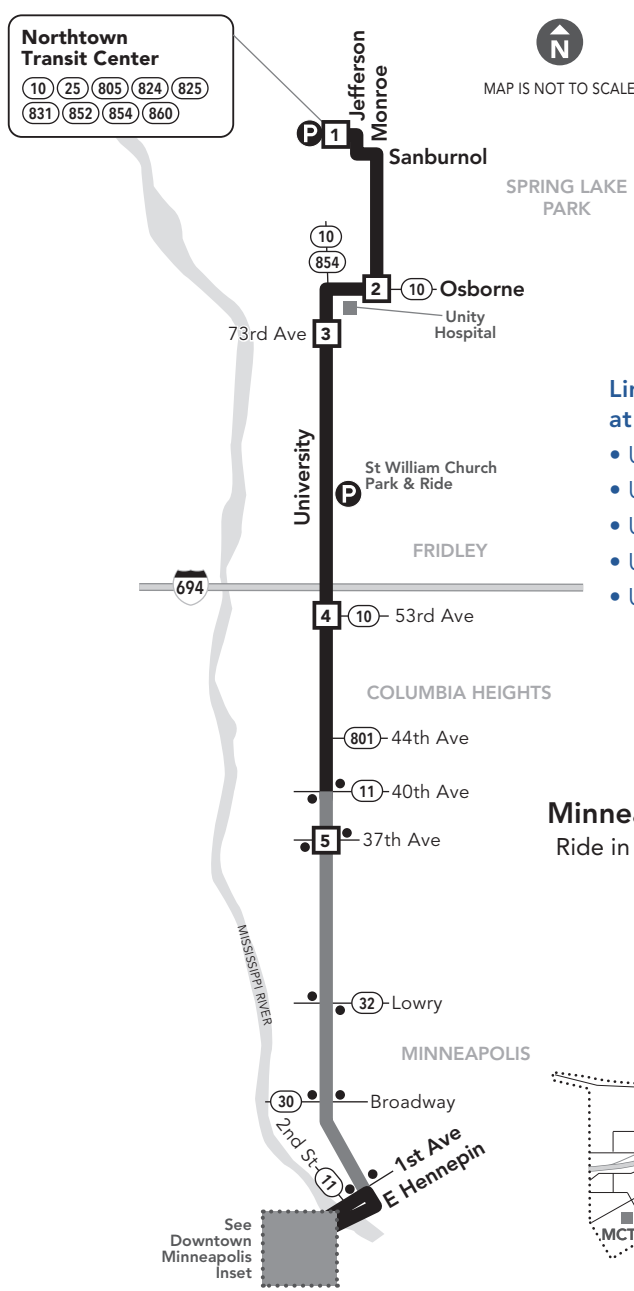 Northtown
Transit Center
10 25 805 824 825
831 852 854 860
N
MAP IS NOT TO SCALE
Jefferson
Monroe
P 1
Sanburnol
SPRING LAKE
PARK
10
854
2 10 Osborne
Unity
Hospital
73rd Ave 3
University
St William Church
Park & Ride
P
FRIDLEY
694
4 10 53rd Ave
COLUMBIA HEIGHTS
801 44th Ave
11 40th Ave
5 37th Ave
Ride in
MISSISSIPPI RIVER
32 Lowry
MINNEAPOLIS
30 Broadway
2nd St 11
1st Ave
E Hennepin
See
Downtown
Minneapolis
Inset
at
• U
• U
• U
• U
• U